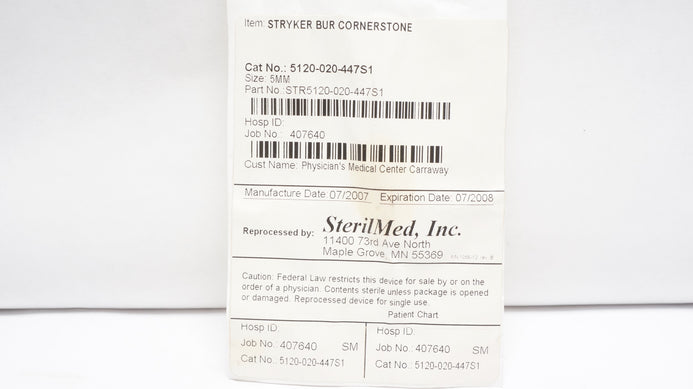 Item: STRYKER BUR CORNERSTONE
Cat No.: 5120-020-447S1
Size: 5MM
Part No.:STR5120-020-447S1
Hosp ID:
Job No.: 407640
Cust Name: Physician's Medical Center Carraway
Manufacture Date: 07/2007 Expiration Date: 07/2008
Reprocessed by: SterilMed, Inc.
11400 73rd Ave North
Maple Grove, MN 55369
Caution: Federal Law restricts this device for sale by or on the
order of a physician. Contents sterile unless package is opened
or damaged. Reprocessed device for single use.
Patient Chart
Hosp ID: Hosp ID:
Job No.: 407640 SM Job No.: 407640 SM
Cat No.: 5120-020-447S1 Cat No.: 5120-020-447S1